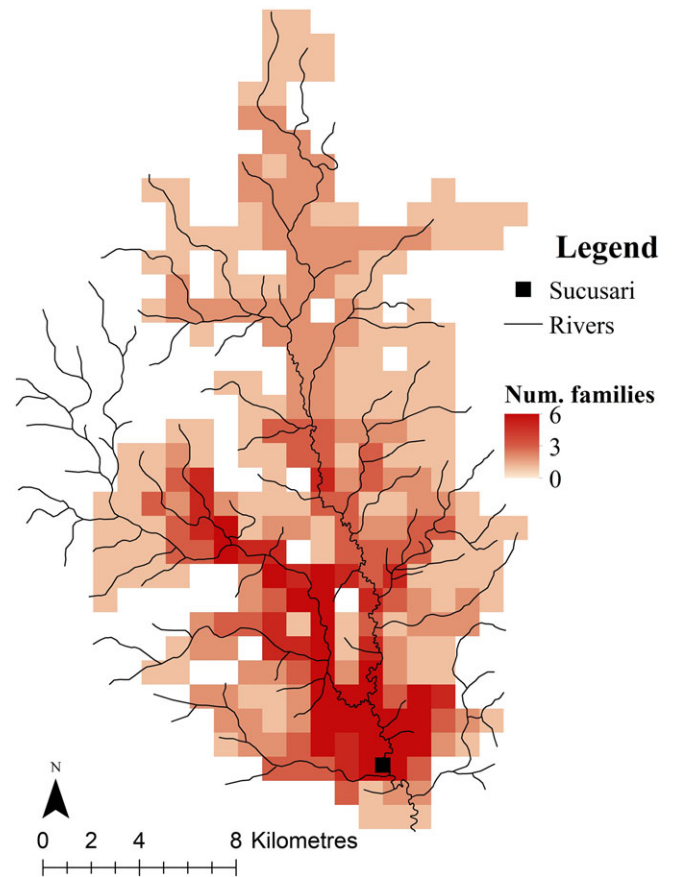 Legend
Sucusari
Rivers
Num. families
6
3
0
N
0 2 4 8 Kilometres